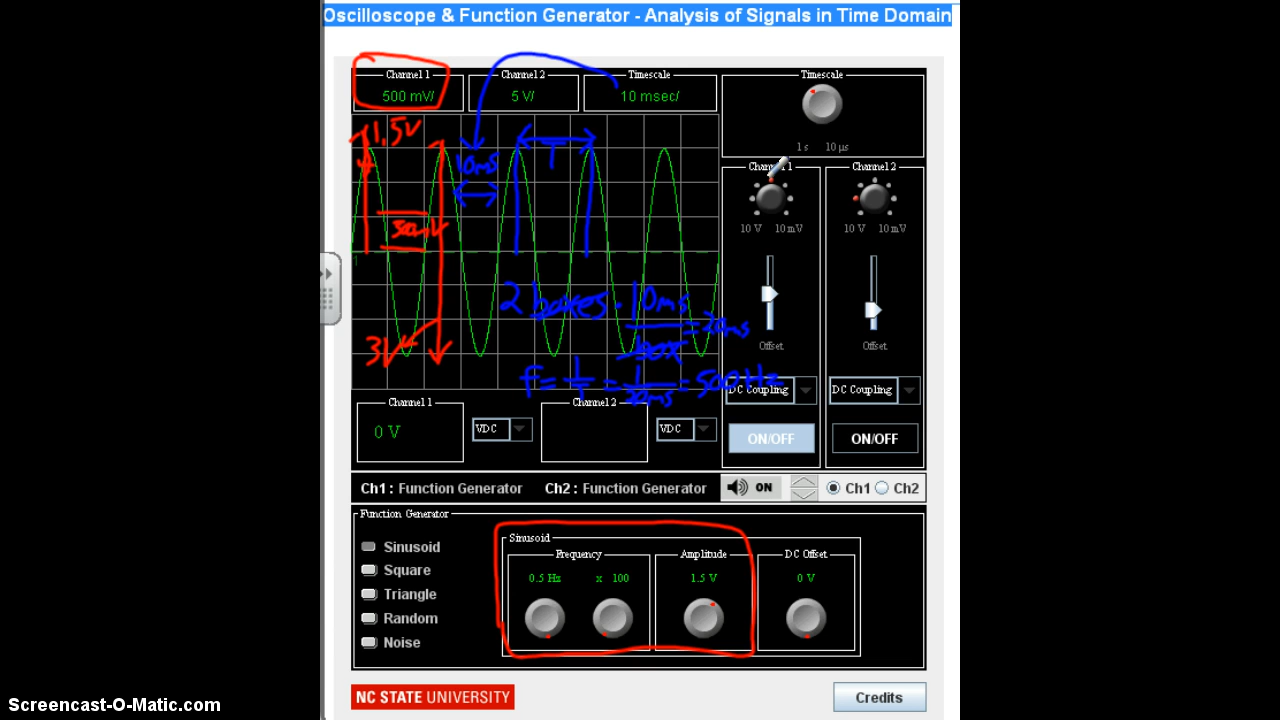 Oscilloscope & Function Generator - Analysis of Signals in Time Domain
Channel 1
500 mV/
Channel 2
5 V/
Timescale
10 msec/
Timescale
1 s 10 µs
1.5V
10ms
T
500mV
3V
1
2 boxes · 10ms
box
= 20ms
f = 1/T = 1/20ms = 500Hz
Channel 1
10 V 10 mV
Offset
DC Coupling
ON/OFF
Channel 2
10 V 10 mV
Offset
DC Coupling
ON/OFF
Channel 1
0 V
VDC
Channel 2
VDC
Ch1 : Function Generator
Ch2 : Function Generator
ON
Ch1
Ch2
Function Generator
Sinusoid
Square
Triangle
Random
Noise
Sinusoid
Frequency
0.5 Hz x 100
Amplitude
1.5 V
DC Offset
0 V
NC STATE UNIVERSITY
Credits
Screencast-O-Matic.com